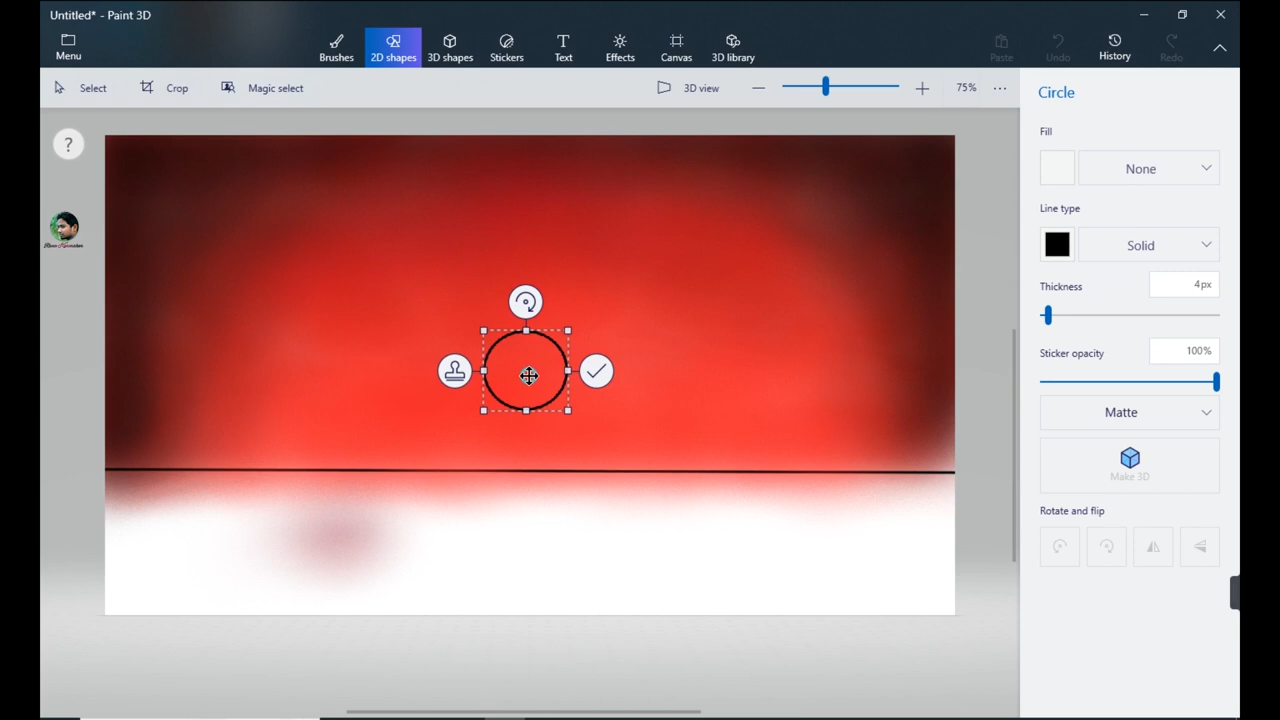 Untitled* - Paint 3D
Menu
Brushes
2D shapes
3D shapes
Stickers
Text
Effects
Canvas
3D library
Paste
Undo
History
Redo
Select
Crop
Magic select
3D view
75%
Circle
Fill
None
Line type
Solid
Thickness
4px
Sticker opacity
100%
Matte
Make 3D
Rotate and flip
?